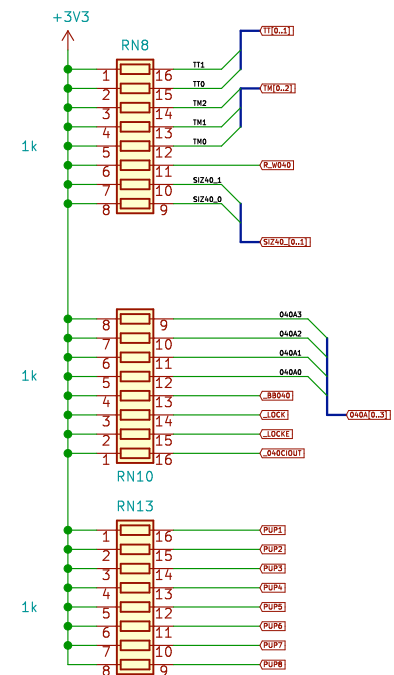 +3V3
RN8
TT[0..1]
1 16 TT1
2 15 TT0
TM[0..2]
3 14 TM2
4 13 TM1
1k
5 12 TM0
6 11 R_W040
7 10 SIZ40_1
8 9 SIZ40_0
SIZ40_[0..1]
8 9 040A3
7 10 040A2
6 11 040A1
1k
5 12 040A0
4 13 _BB040
3 14 _LOCK
040A[0..3]
2 15 _LOCKE
1 16 _040CIOUT
RN10
RN13
1 16 PUP1
2 15 PUP2
3 14 PUP3
4 13 PUP4
1k
5 12 PUP5
6 11 PUP6
7 10 PUP7
8 9 PUP8